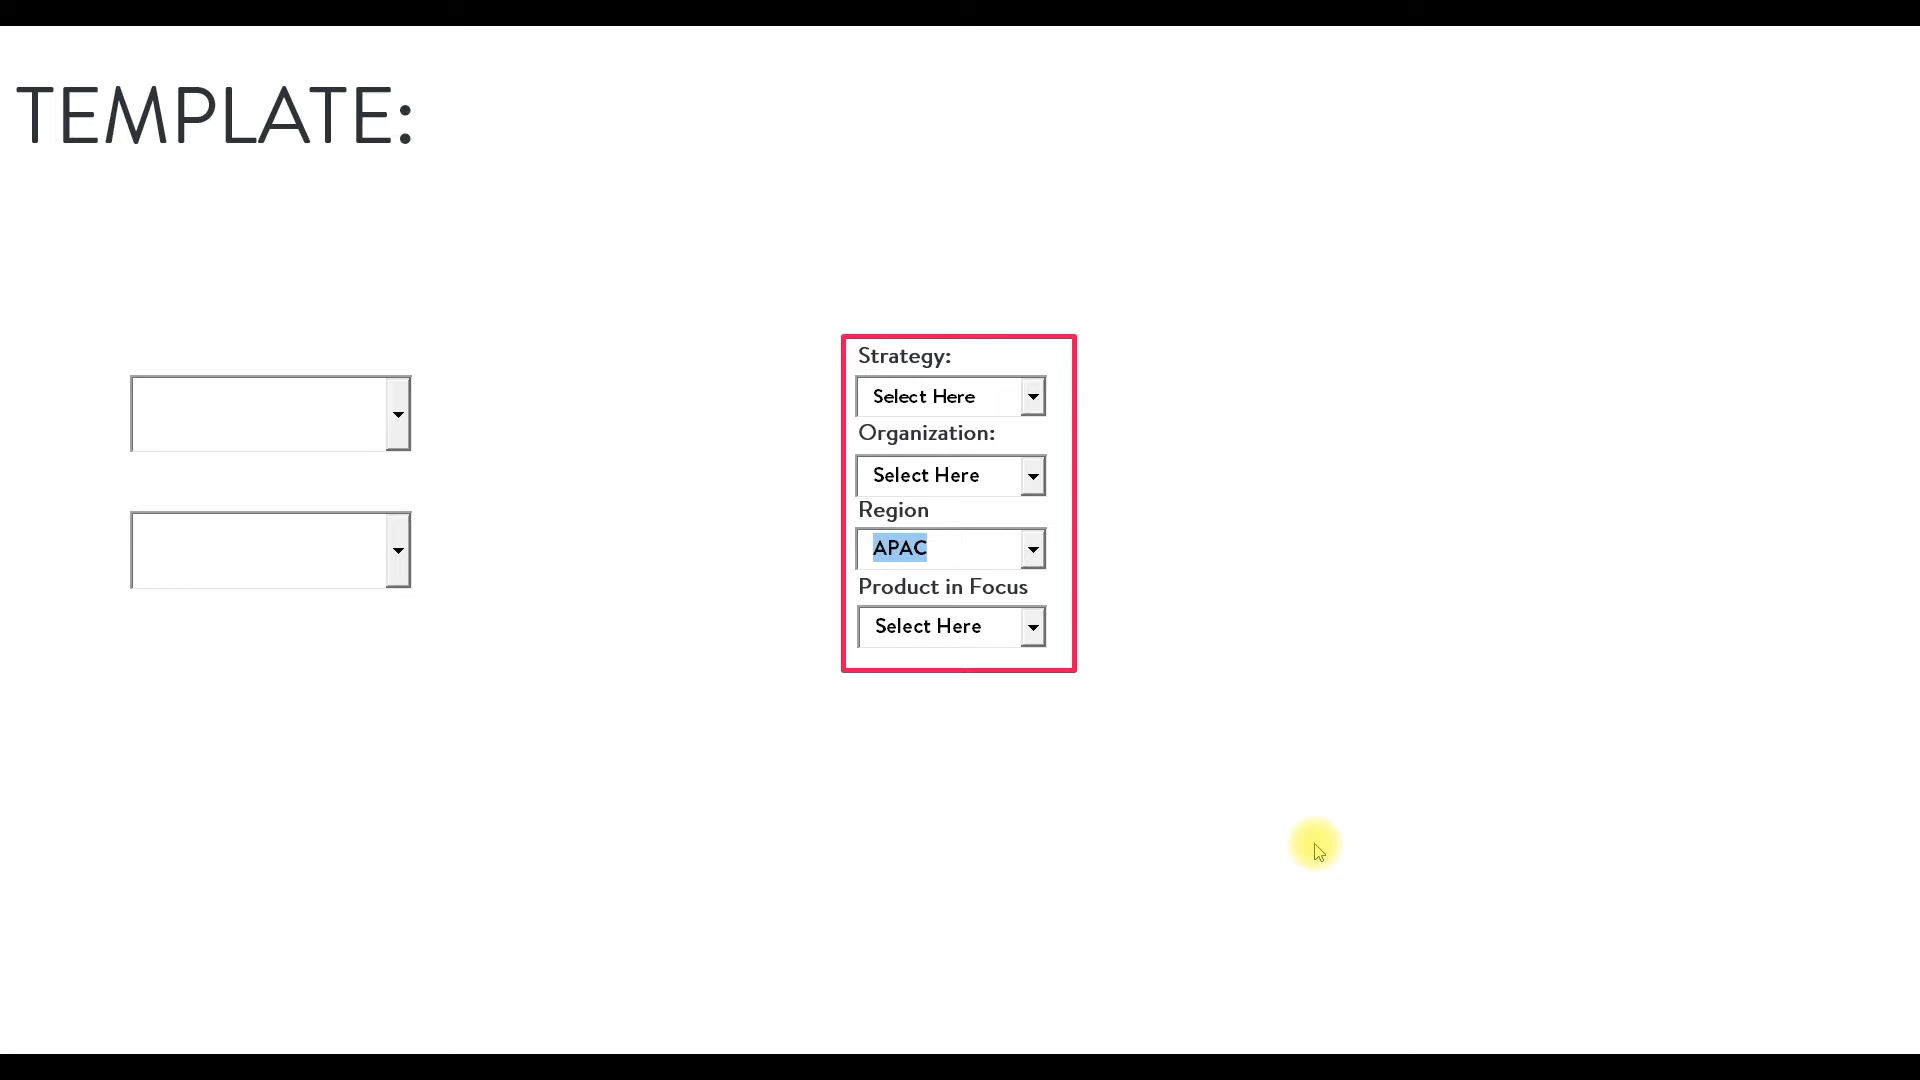 TEMPLATE:
Strategy:
Select Here
Organization:
Select Here
Region
APAC
Product in Focus
Select Here